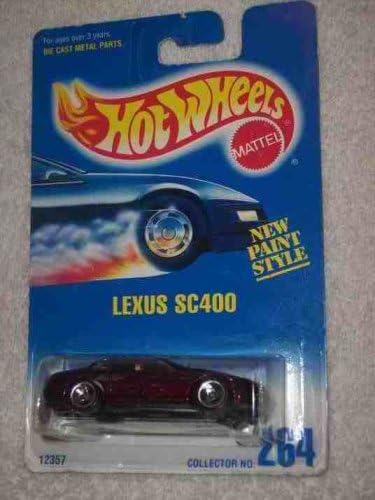 For ages over 3 years.
DIE CAST METAL PARTS.
HOT WHEELS
®
MATTEL
NEW
PAINT
STYLE
LEXUS SC400
12357
COLLECTOR NO. 264